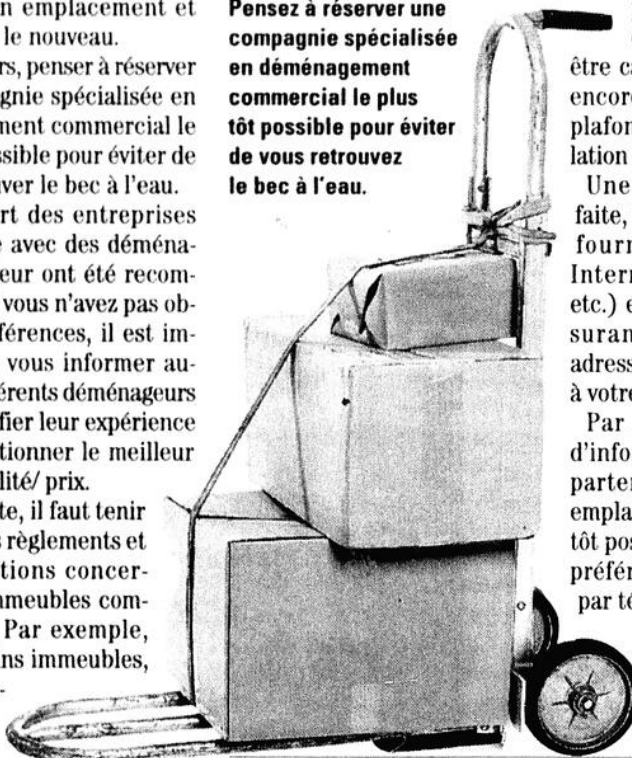 n emplacement et
le nouveau.
rs, penser à réserver
gnie spécialisée en
ment commercial le
ssible pour éviter de
ver le bec à l'eau.
rt des entreprises
e avec des déména-
eur ont été recom-
vous n'avez pas ob-
férences, il est im-
vous informer au-
érents déménageurs
fier leur expérience
tionner le meilleur
lité/ prix.
te, il faut tenir
s règlements et
tions concer-
mmeubles com-
Par exemple,
ns immeubles,
Pensez à réserver une
compagnie spécialisée
en déménagement
commercial le plus
tôt possible pour éviter
de vous retrouvez
le bec à l'eau.
être ca
encor
plafon
lation
Une
faite,
fourn
Intern
etc.) e
suran
adress
à votre
Par
d'info
parten
empla
tôt pos
préfér
par té